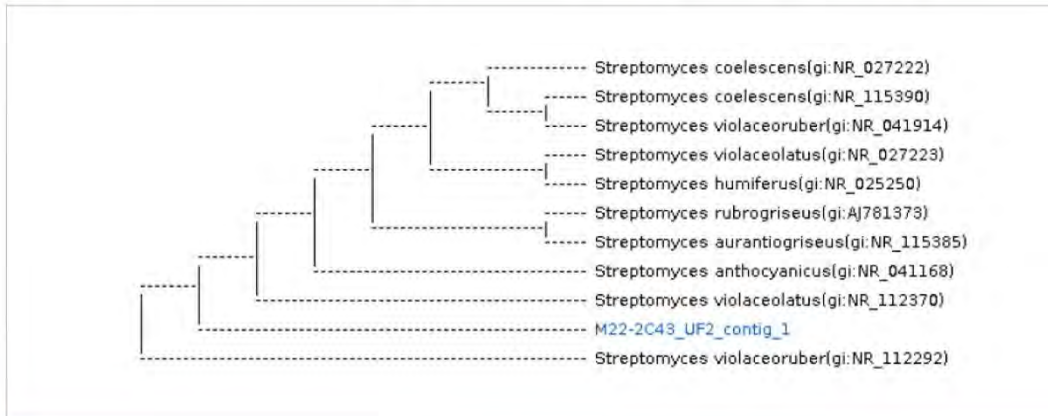 Streptomyces coelescens(gi:NR_027222)
Streptomyces coelescens(gi:NR_115390)
Streptomyces violaceoruber(gi:NR_041914)
Streptomyces violaceolatus(gi:NR_027223)
Streptomyces humiferus(gi:NR_025250)
Streptomyces rubrogriseus(gi:AJ781373)
Streptomyces aurantiogriseus(gi:NR_115385)
Streptomyces anthocyanicus(gi:NR_041168)
Streptomyces violaceolatus(gi:NR_112370)
M22-2C43_UF2_contig_1
Streptomyces violaceoruber(gi:NR_112292)